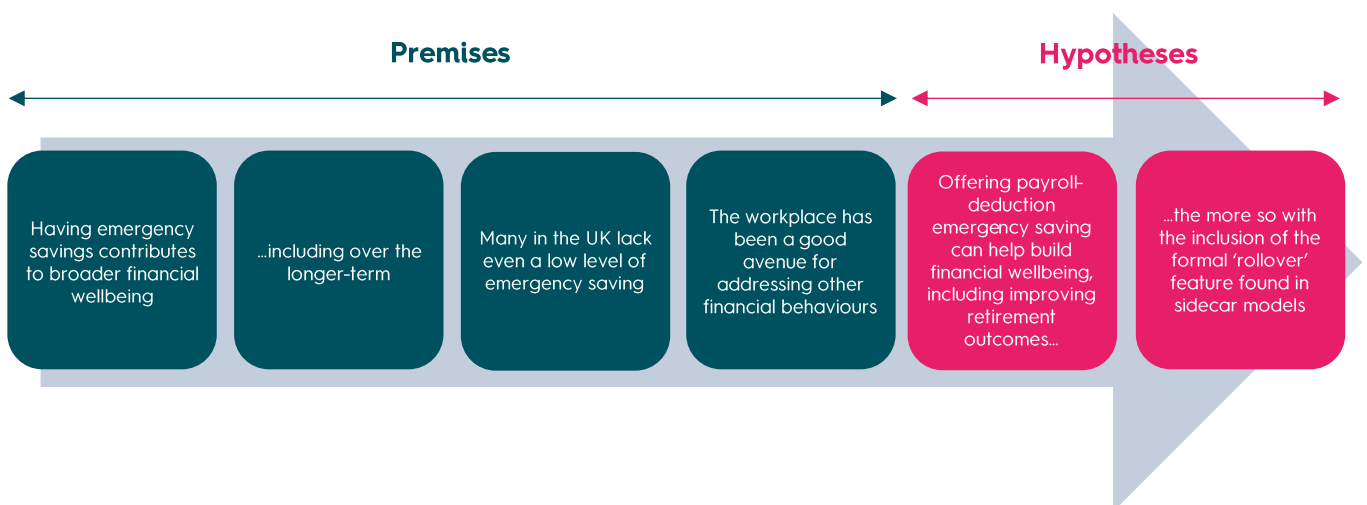 Premises
Hypotheses
Having emergency
savings contributes
to broader financial
wellbeing
...including over the
longer-term
Many in the UK lack
even a low level of
emergency saving
The workplace has
been a good
avenue for
addressing other
financial behaviours
Offering payroll-
deduction
emergency saving
can help build
financial wellbeing,
including improving
retirement
outcomes...
...the more so with
the inclusion of the
formal ‘rollover’
feature found in
sidecar models